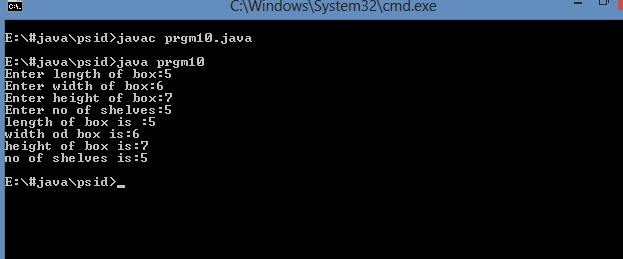 C:\Windows\System32\cmd.exe
E:\#java\psid>javac prgm10.java
E:\#java\psid>java prgm10
Enter length of box:5
Enter width of box:6
Enter height of box:7
Enter no of shelves:5
length of box is :5
width od box is:6
height of box is:7
no of shelves is:5
E:\#java\psid>_